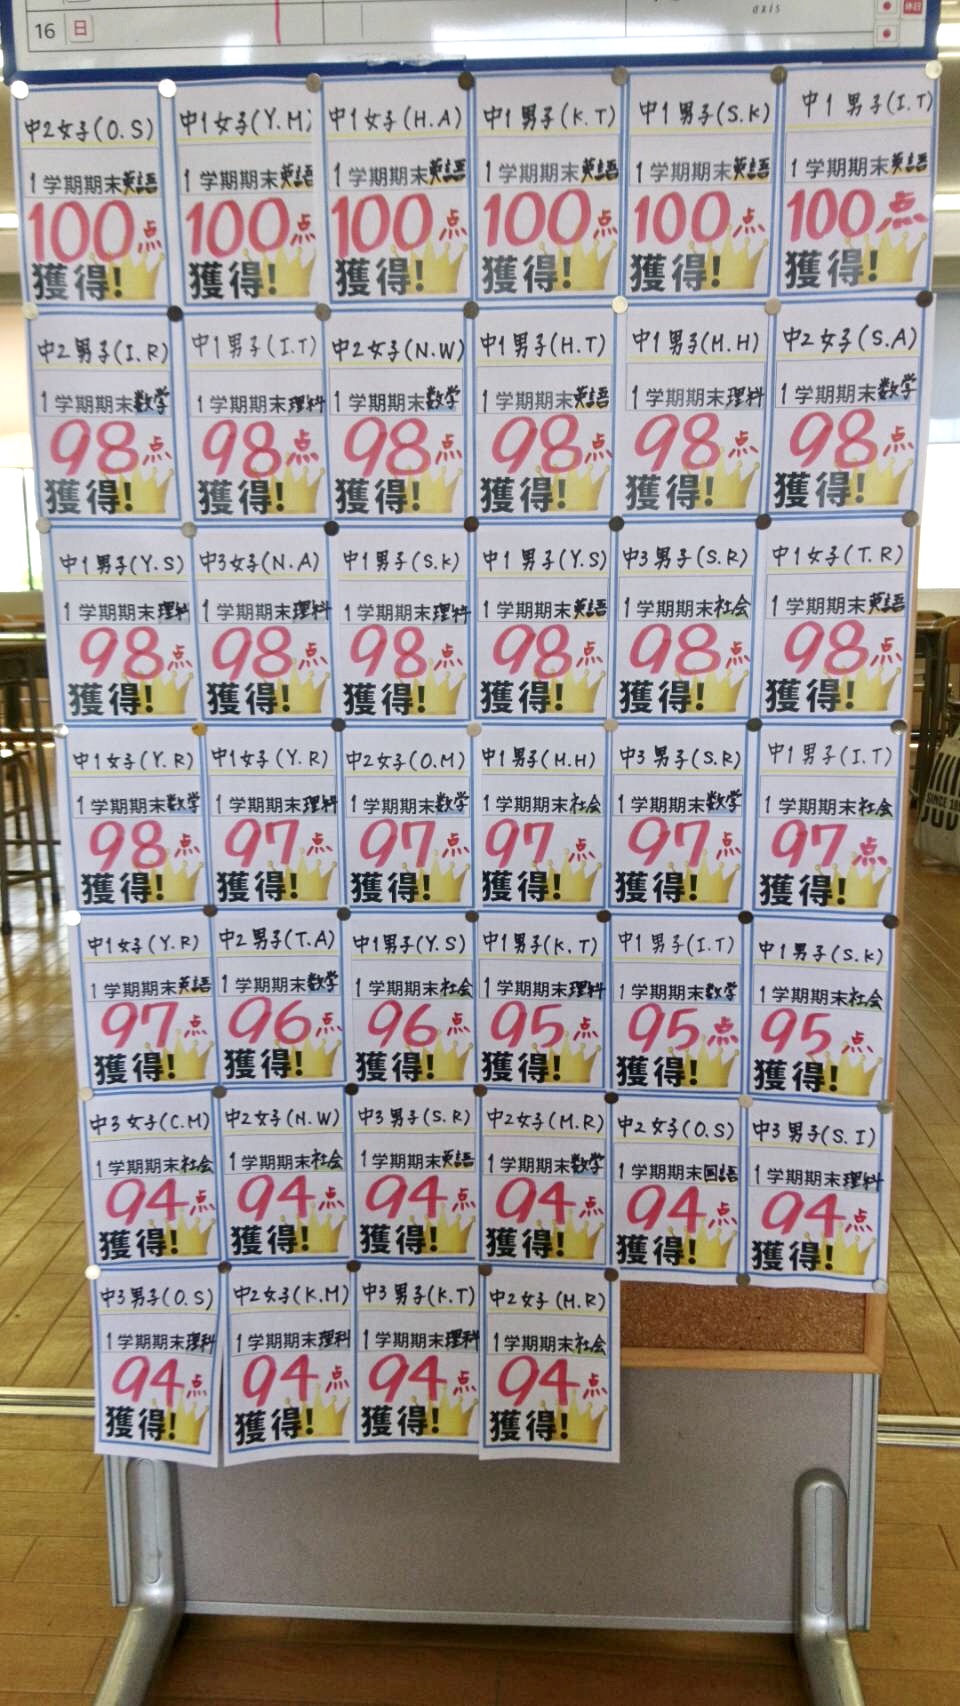 axis
休日
16 日
中2女子(O.S)
1学期期末英語
100点
獲得!
中1女子(Y.M)
1学期期末英語
100点
獲得!
中1女子(H.A)
1学期期末英語
100点
獲得!
中1男子(K.T)
1学期期末英語
100点
獲得!
中1男子(S.K)
1学期期末英語
100点
獲得!
中1男子(I.T)
1学期期末英語
100点
獲得!
中2男子(I.R)
1学期期末数学
98点
獲得!
中1男子(I.T)
1学期期末理科
98点
獲得!
中2女子(N.W)
1学期期末数学
98点
獲得!
中1男子(H.T)
1学期期末英語
98点
獲得!
中1男子(M.H)
1学期期末理科
98点
獲得!
中2女子(S.A)
1学期期末数学
98点
獲得!
中1男子(Y.S)
1学期期末理科
98点
獲得!
中3女子(N.A)
1学期期末理科
98点
獲得!
中1男子(S.K)
1学期期末理科
98点
獲得!
中1男子(Y.S)
1学期期末英語
98点
獲得!
中3男子(S.R)
1学期期末社会
98点
獲得!
中1女子(T.R)
1学期期末英語
98点
獲得!
中1女子(Y.R)
1学期期末数学
98点
獲得!
中1女子(Y.R)
1学期期末理科
97点
獲得!
中2女子(O.M)
1学期期末数学
97点
獲得!
中1男子(M.H)
1学期期末社会
97点
獲得!
中3男子(S.R)
1学期期末数学
97点
獲得!
中1男子(I.T)
1学期期末社会
97点
獲得!
中1女子(Y.R)
1学期期末英語
97点
獲得!
中2男子(T.A)
1学期期末数学
96点
獲得!
中1男子(Y.S)
1学期期末社会
96点
獲得!
中1男子(K.T)
1学期期末理科
95点
獲得!
中1男子(I.T)
1学期期末数学
95点
獲得!
中1男子(S.K)
1学期期末社会
95点
獲得!
中3女子(C.M)
1学期期末社会
94点
獲得!
中2女子(N.W)
1学期期末社会
94点
獲得!
中3男子(S.R)
1学期期末英語
94点
獲得!
中2女子(M.R)
1学期期末数学
94点
獲得!
中2女子(O.S)
1学期期末国語
94点
獲得!
中3男子(S.I)
1学期期末理科
94点
獲得!
中3男子(O.S)
1学期期末理科
94点
獲得!
中2女子(K.M)
1学期期末理科
94点
獲得!
中3男子(K.T)
1学期期末理科
94点
獲得!
中2女子(M.R)
1学期期末社会
94点
獲得!